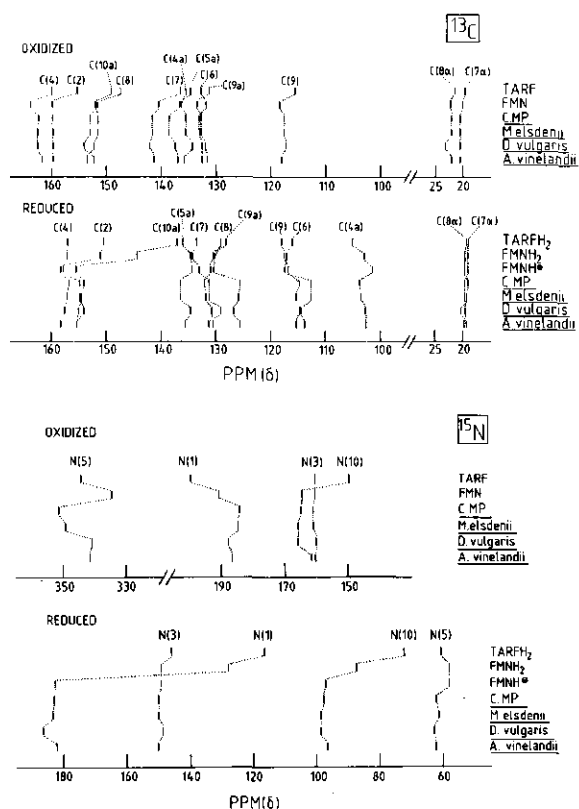 13C
OXIDIZED
C(4) C(2) C(10a) C(8) C(7) C(4a) C(5a) C(6) C(9a) C(9) C(8α) C(7α)
TARF
FMN
C.MP
M.elsdenii
D.vulgaris
A.vinelandii
160 150 140 130 120 110 100 25 20
REDUCED
C(4) C(2) C(10a) C(5a) C(7) C(8) C(9a) C(9) C(6) C(4a) C(8α) C(7α)
TARFH2
FMNH2
FMNH⊖
C.MP
M.elsdenii
D.vulgaris
A.vinelandii
160 150 140 130 120 110 100 25 20
PPM(δ)
15N
OXIDIZED
N(5) N(1) N(3) N(10)
TARF
FMN
C.MP
M.elsdenii
D.vulgaris
A.vinelandii
350 330 190 170 150
REDUCED
N(3) N(1) N(10) N(5)
TARFH2
FMNH2
FMNH⊖
C.MP
M.elsdenii
D.vulgaris
A.vinelandii
180 160 140 120 100 80 60
PPM(δ)